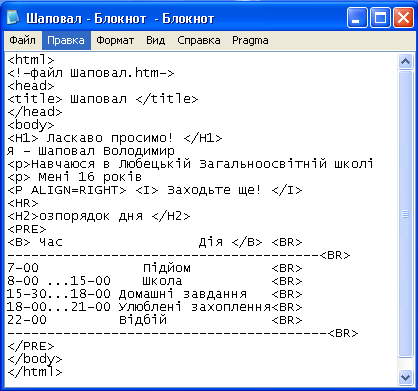 Шаповал - Блокнот - Блокнот
Файл Правка Формат Вид Справка Pragma
<html>
<!-файл Шаповал.htm->
<head>
<title> Шаповал </title>
</head>
<body>
<H1> Ласкаво просимо! </H1>
Я – Шаповал Володимир
<p>Навчаюся в Любецькій Загальноосвітній школі
<p> Мені 16 років
<P ALIGN=RIGHT> <I> Заходьте ще! </I>
<HR>
<H2>озпорядок дня </H2>
<PRE>
<B> Час Дія </B> <BR>
---------------------------------------<BR>
7-00 Підйом <BR>
8-00 ...15-00 Школа <BR>
15-30...18-00 Домашні завдання <BR>
18-00...21-00 Улюблені захоплення<BR>
22-00 Відбій <BR>
----------------------------------------<BR>
</PRE>
</body>
</html>